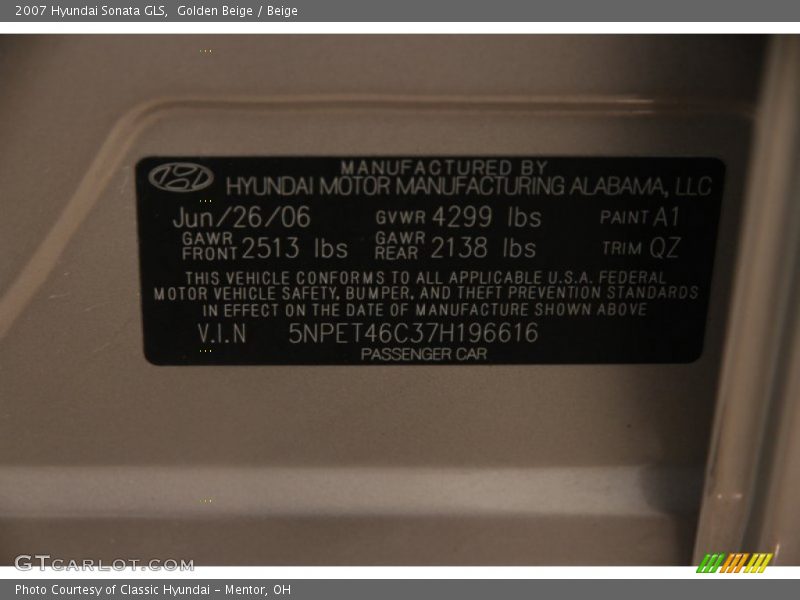 2007 Hyundai Sonata GLS,  Golden Beige / Beige
MANUFACTURED BY
HYUNDAI MOTOR MANUFACTURING ALABAMA, LLC
Jun/26/06 GVWR 4299 lbs PAINT A1
GAWR FRONT 2513 lbs GAWR REAR 2138 lbs TRIM QZ
THIS VEHICLE CONFORMS TO ALL APPLICABLE U.S.A. FEDERAL
MOTOR VEHICLE SAFETY, BUMPER, AND THEFT PREVENTION STANDARDS
IN EFFECT ON THE DATE OF MANUFACTURE SHOWN ABOVE
V.I.N 5NPET46C37H196616
PASSENGER CAR
GTCARLOT.COM
Photo Courtesy of Classic Hyundai - Mentor, OH